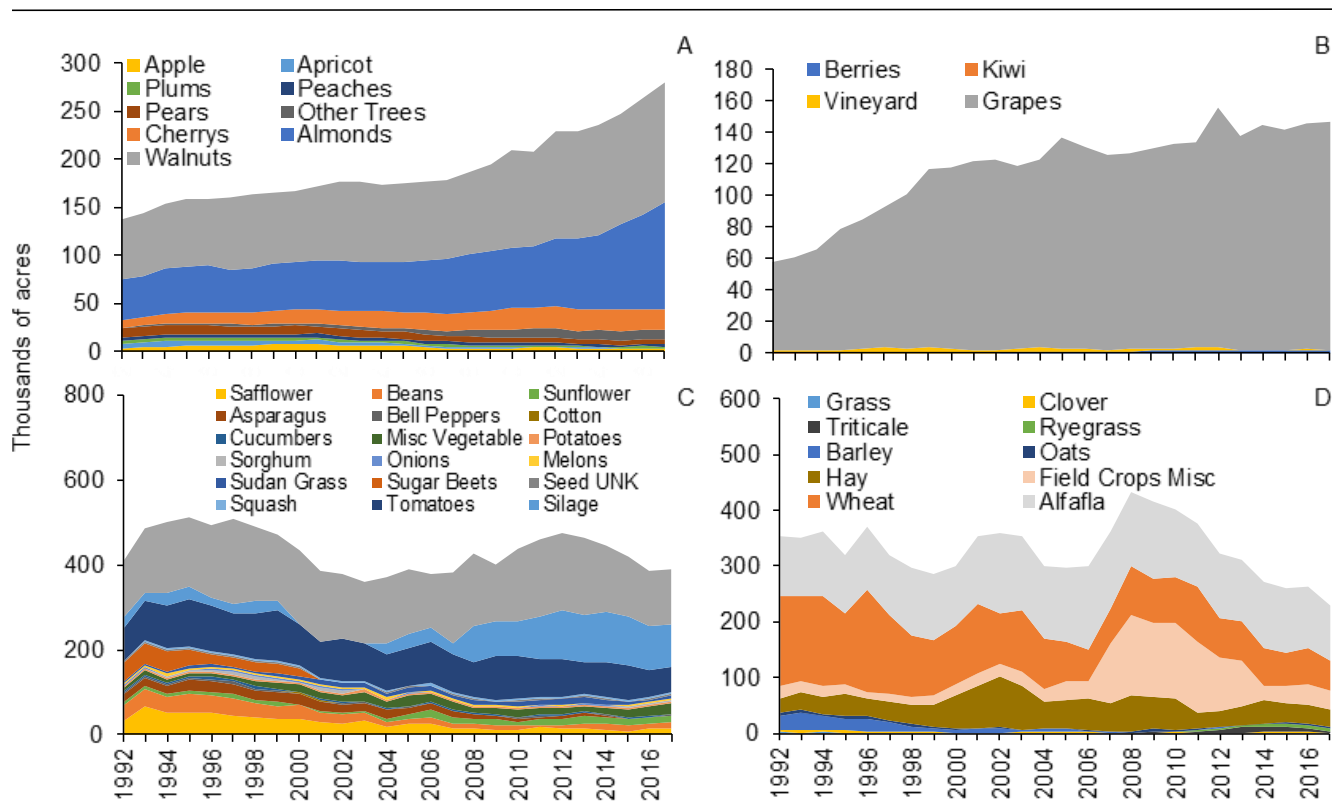 A
Apple Apricot
Plums Peaches
Pears Other Trees
Cherrys Almonds
Walnuts
300
250
200
150
100
50
0
B
Berries Kiwi
Vineyard Grapes
180
160
140
120
100
80
60
40
20
0
Thousands of acres
C
Safflower Beans Sunflower
Asparagus Bell Peppers Cotton
Cucumbers Misc Vegetable Potatoes
Sorghum Onions Melons
Sudan Grass Sugar Beets Seed UNK
Squash Tomatoes Silage
800
600
400
200
0
1992 1994 1996 1998 2000 2002 2004 2006 2008 2010 2012 2014 2016
D
Grass Clover
Triticale Ryegrass
Barley Oats
Hay Field Crops Misc
Wheat Alfafla
600
500
400
300
200
100
0
1992 1994 1996 1998 2000 2002 2004 2006 2008 2010 2012 2014 2016